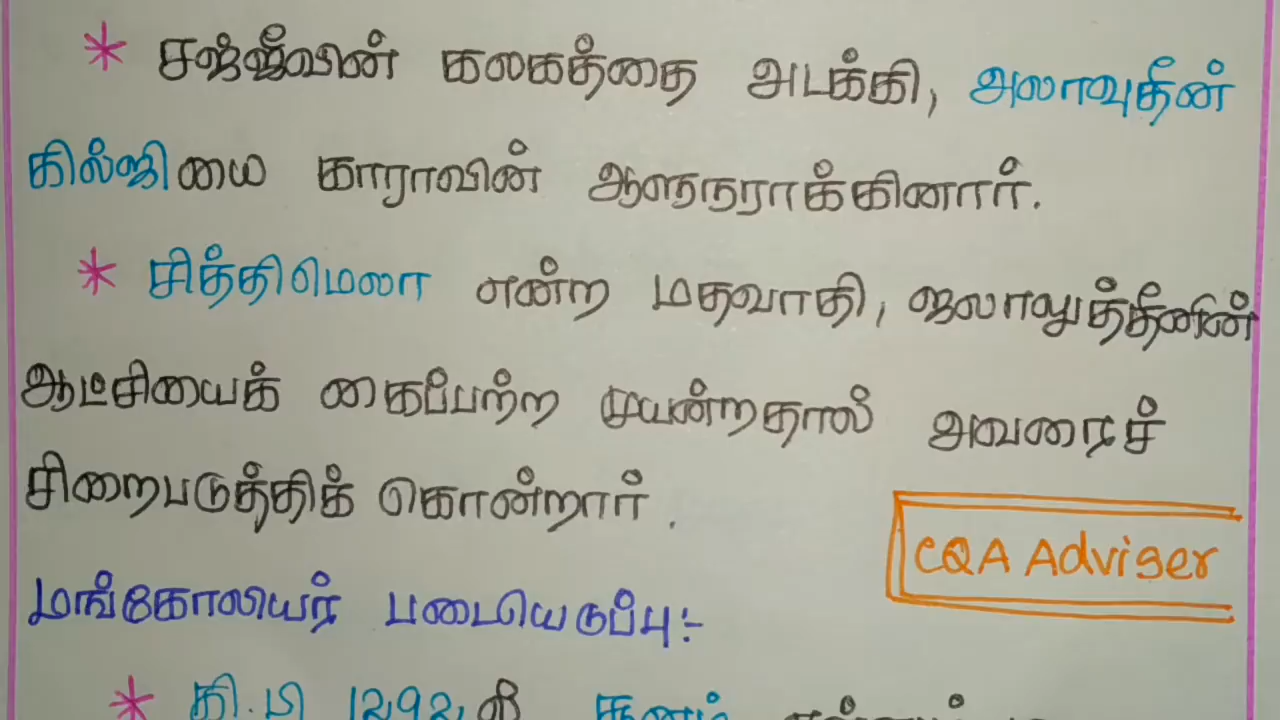 * சஜ்ஜீவின் கலகத்தை அடக்கி, அலாவுதீன்
கில்ஜியை காராவின் ஆளுநராக்கினார்.
* சித்திமௌலா என்ற மதவாதி, ஜலாலுத்தீனின்
ஆட்சியைக் கைப்பற்ற முயன்றதால் அவரைச்
சிறைபடுத்திக் கொன்றார்.
CQA Adviser
மங்கோலியர் படையெடுப்பு:-
* கி.பி 1292ல்